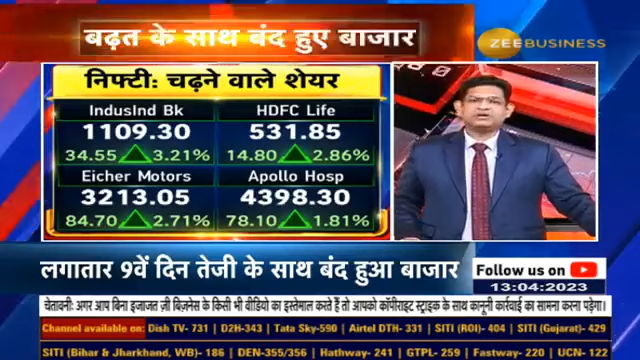 बढ़त के साथ बंद हुए बाजार
ZEEBUSINESS
निफ्टी: चढ़ने वाले शेयर
IndusInd Bk HDFC Life
1109.30 531.85
34.55 3.21% 14.80 2.86%
Eicher Motors Apollo Hosp
3213.05 4398.30
84.70 2.71% 78.10 1.81%
लगातार 9वें दिन तेजी के साथ बंद हुआ बाजार
Follow us on
13:04:2023
चेतावनी: अगर आप बिना इजाजत ज़ी बिज़नेस के किसी भी वीडियो का इस्तेमाल करते हैं तो आपको कॉपीराइट स्ट्राइक के साथ कानूनी कार्रवाई का सामना करना पड़ेगा।
Channel available on: Dish TV- 731 | D2H-343 | Tata Sky-590 | Airtel DTH- 331 | SITI (ROI) - 404 | SITI (Gujarat) - 429
SITI (Bihar & Jharkhand, WB)- 186 | DEN-355/356 | Hathway- 241 | GTPL- 259 | Fastway- 220 | UCN- 122